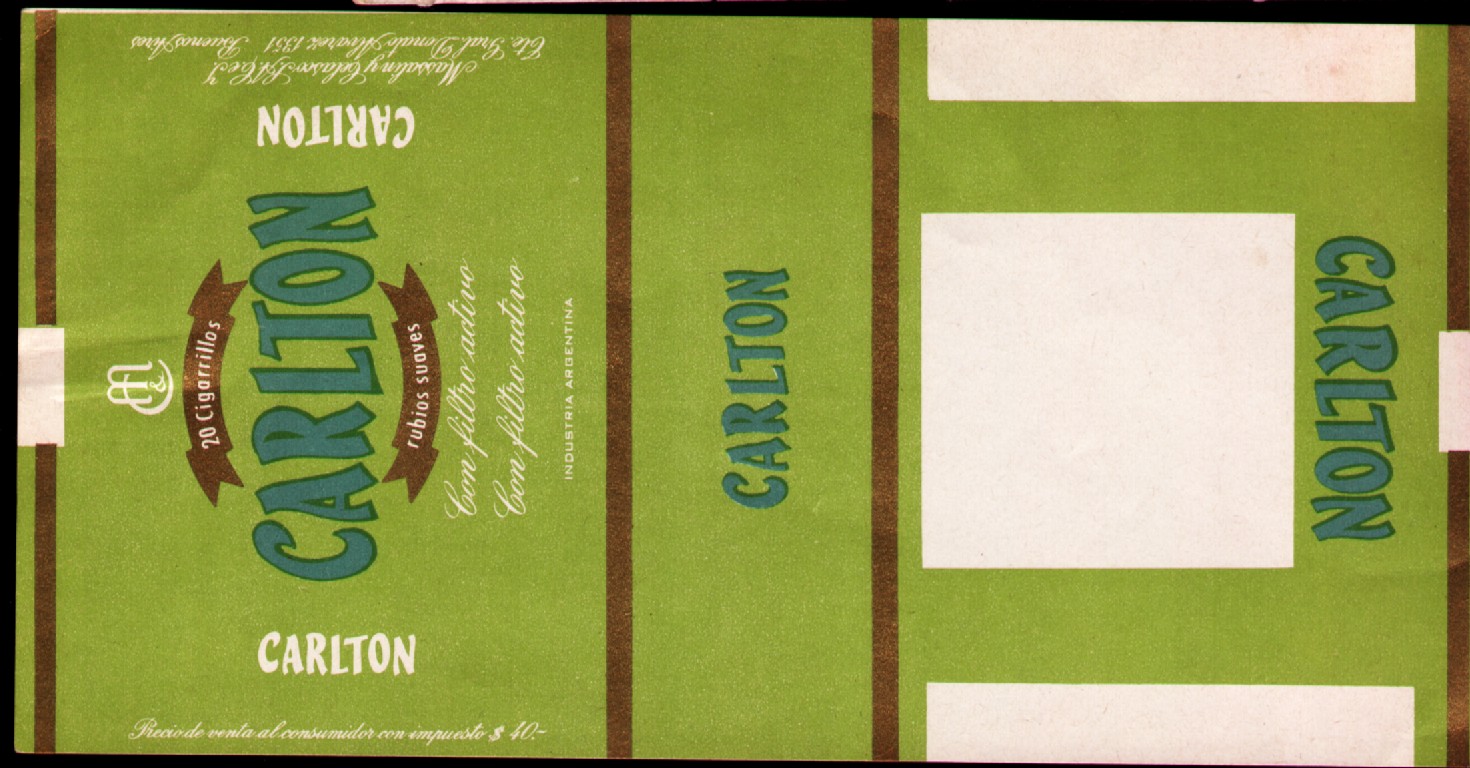 Cte. Gral. Donato Alvarez 1351 Buenos Aires
Massalin y Celasco S.A.C. e I.
CARLTON
M&C
20 Cigarrillos
CARLTON
rubios suaves
Con filtro activo
Con filtro activo
INDUSTRIA ARGENTINA
CARLTON
Precio de venta al consumidor con impuesto $ 40.-
CARLTON
CARLTON